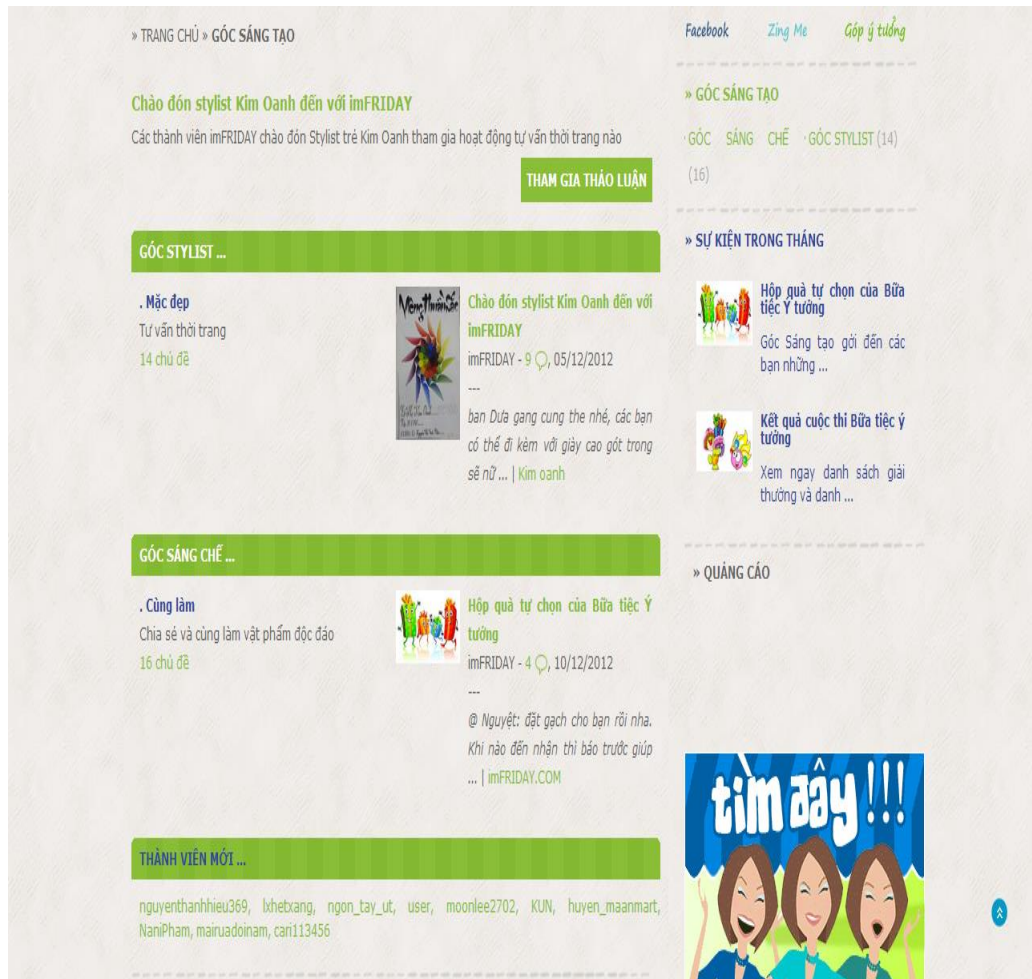 » TRANG CHỦ » GÓC SÁNG TẠO
Chào đón stylist Kim Oanh đến với imFRIDAY
Các thành viên imFRIDAY chào đón Stylist trẻ Kim Oanh tham gia hoạt động tự vấn thời trang nào
THAM GIA THẢO LUẬN
GÓC STYLIST ...
. Mặc đẹp
Tư vấn thời trang
14 chủ đề
Chào đón stylist Kim Oanh đến với
imFRIDAY
imFRIDAY - 9 , 05/12/2012
---
ban Dưa gang cung the nhé, các bạn
có thể đi kèm với giày cao gót trong
sẽ nữ ... | Kim oanh
GÓC SÁNG CHẾ ...
. Cùng làm
Chia sẻ và cùng làm vật phẩm độc đáo
16 chủ đề
Hộp quà tự chọn của Bữa tiệc Ý
tưởng
imFRIDAY - 4 , 10/12/2012
---
@ Nguyệt: đặt gạch cho bạn rồi nha.
Khi nào đến nhận thì báo trước giúp
... | imFRIDAY.COM
THÀNH VIÊN MỚI ...
nguyenthanhhieu369, lxhetxang, ngon_tay_ut, user, moonlee2702, KUN, huyen_maanmart,
NaniPham, mairuadoinam, cari113456
Facebook Zing Me Góp ý tưởng
» GÓC SÁNG TẠO
· GÓC SÁNG CHẾ · GÓC STYLIST (14)
(16)
» SỰ KIỆN TRONG THÁNG
Hộp quà tự chọn của Bữa
tiệc Ý tưởng
Góc Sáng tạo gởi đến các
bạn những ...
Kết quả cuộc thi Bữa tiệc ý
tưởng
Xem ngay danh sách giải
thưởng và danh ...
» QUẢNG CÁO
tìm đây !!!